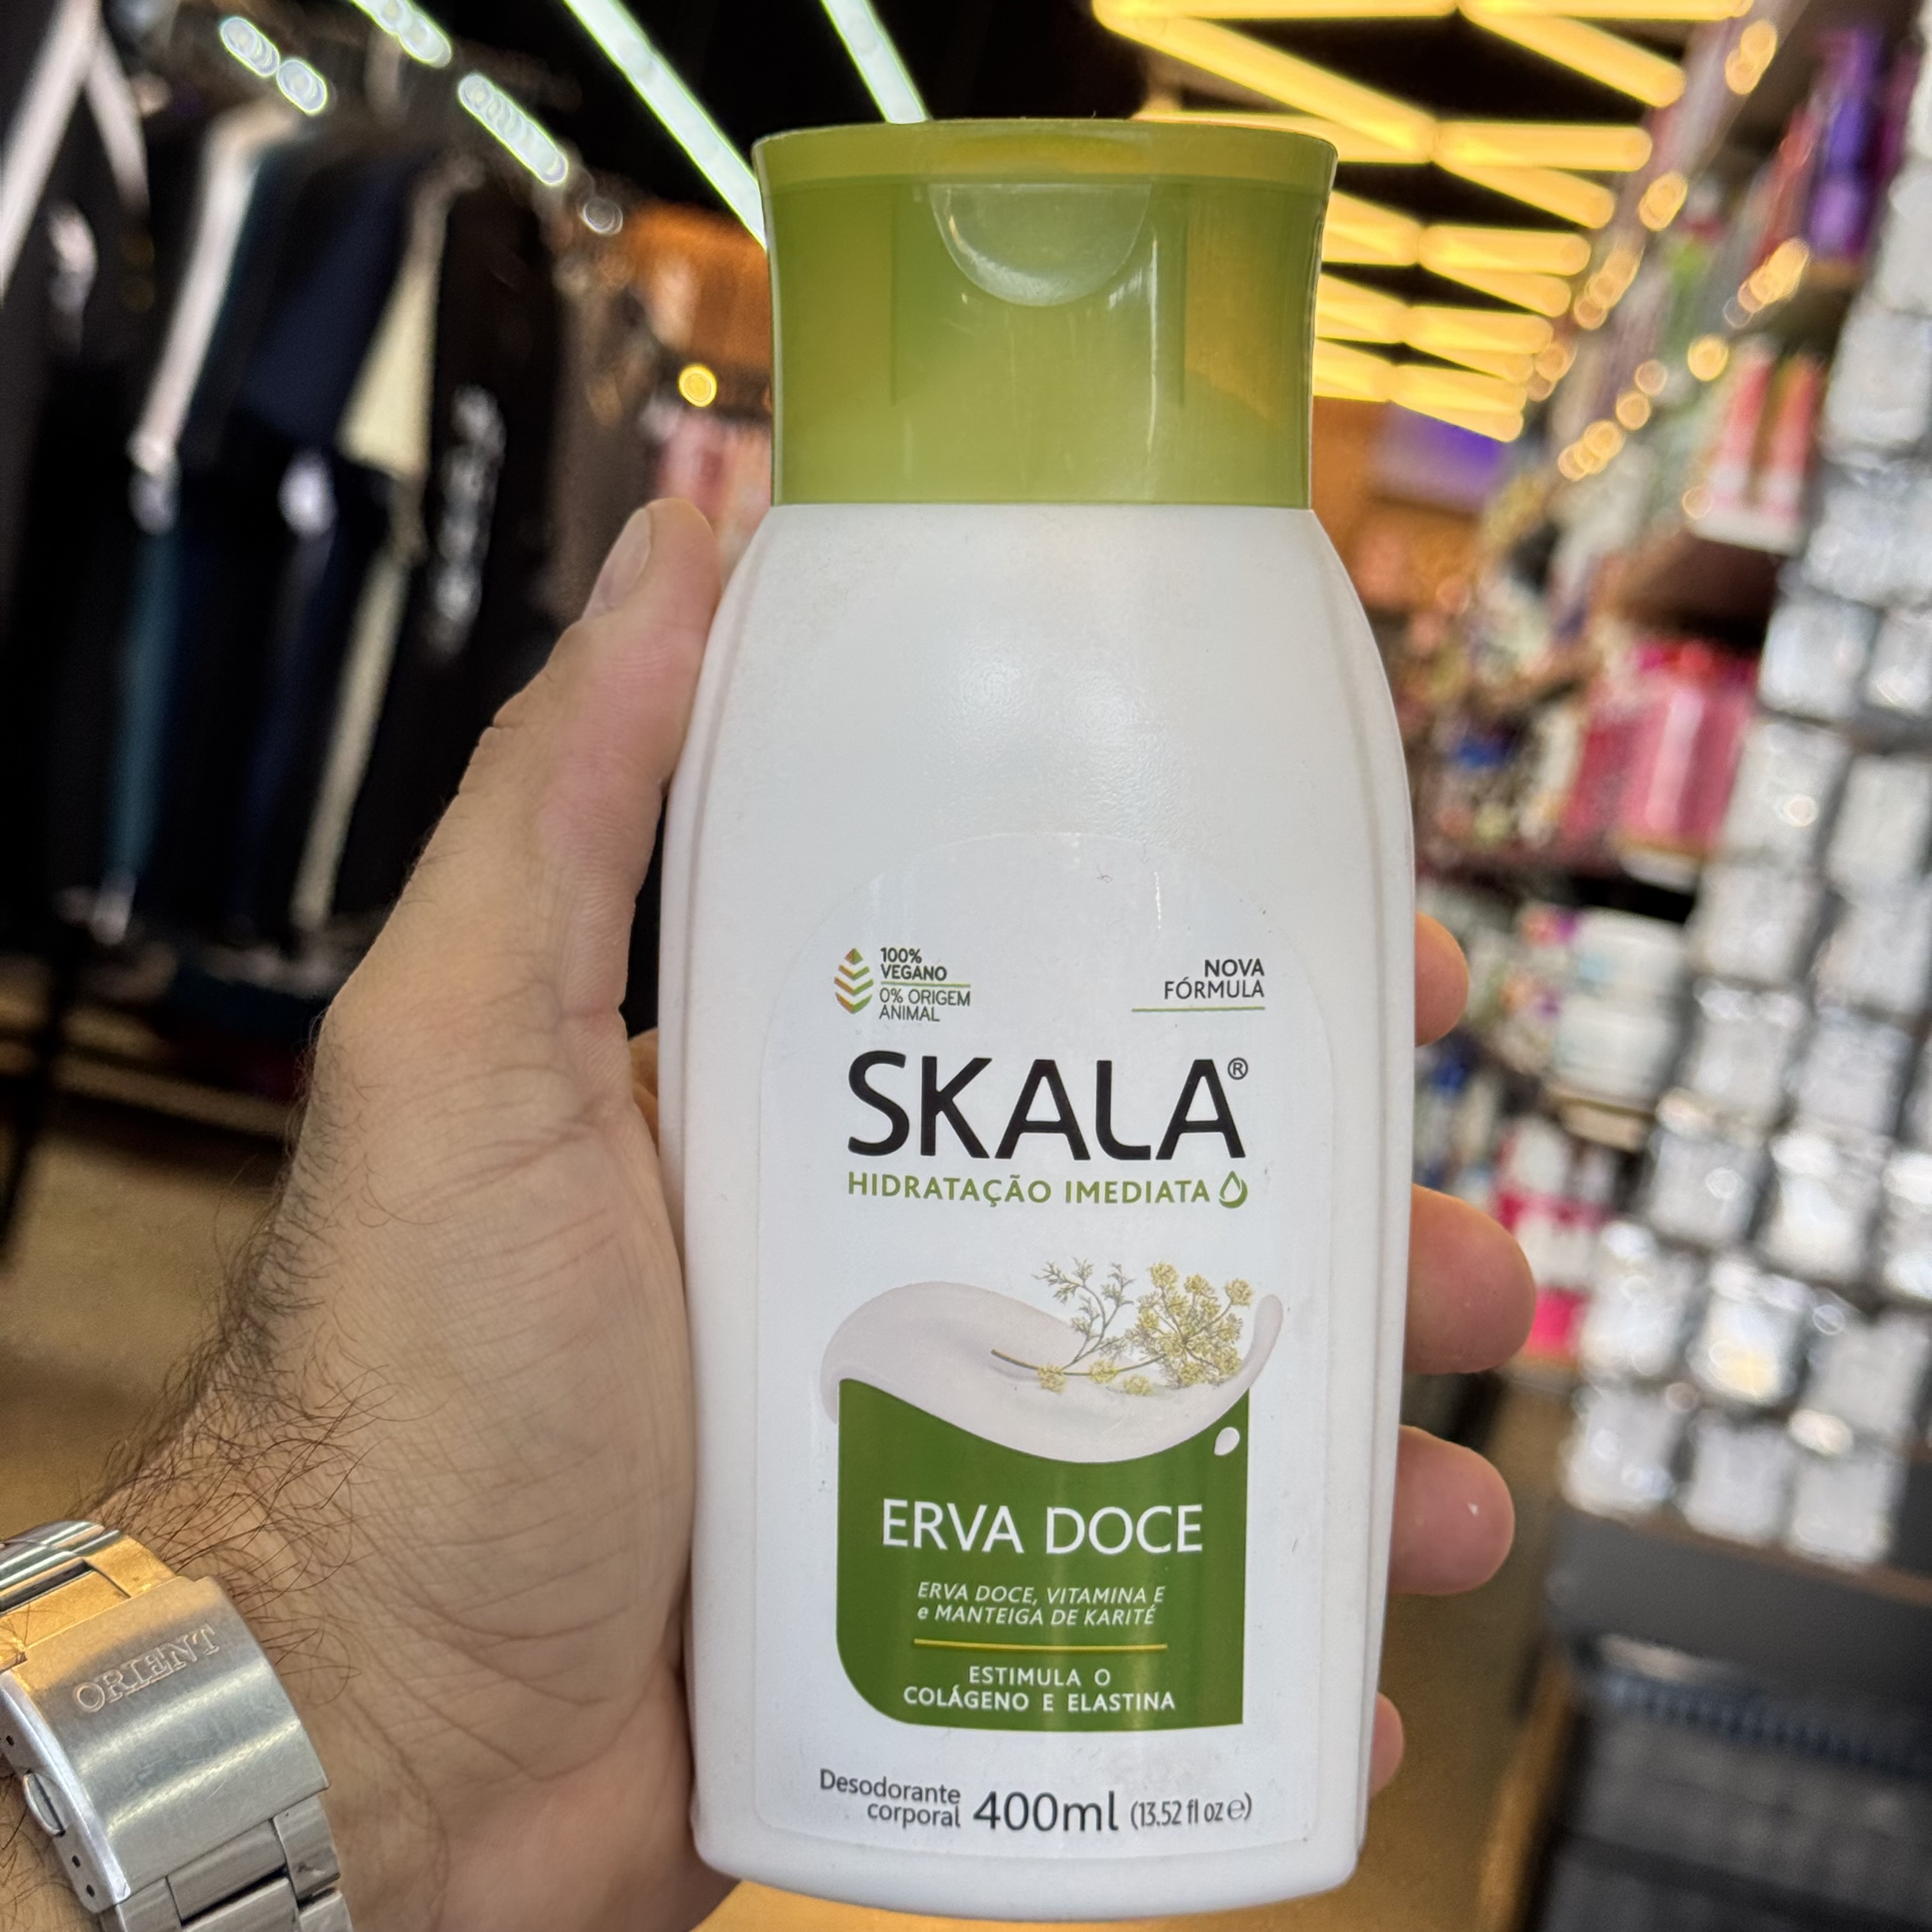 100%
VEGANO
0% ORIGEM
ANIMAL
NOVA
FÓRMULA
SKALA®
HIDRATAÇÃO IMEDIATA
ERVA DOCE
ERVA DOCE, VITAMINA E
e MANTEIGA DE KARITÉ
ESTIMULA O
COLÁGENO E ELASTINA
Desodorante
corporal 400ml (13.52 fl oz ℮)
ORIENT